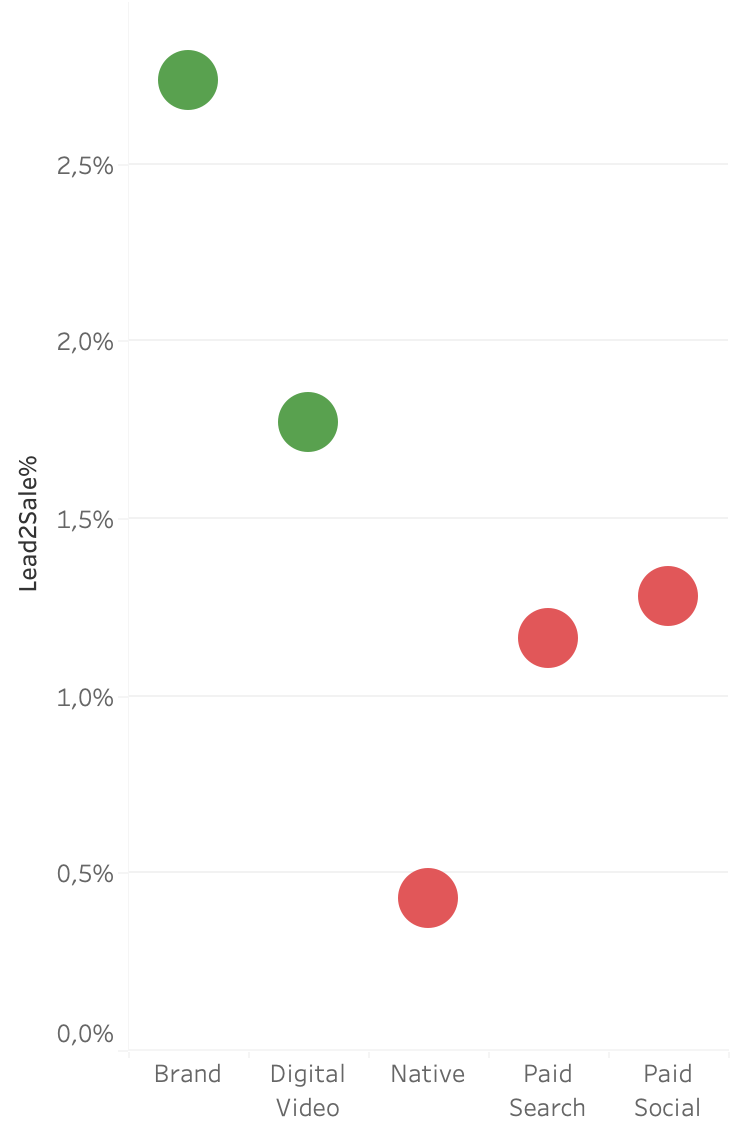 2,5%
2,0%
1,5%
1,0%
0,5%
0,0%
Lead2Sale%
Brand
Digital
Video
Native
Paid
Search
Paid
Social